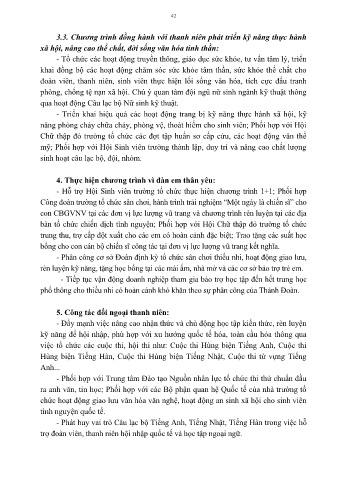 42
3.3. Chương trình đồng hành với thanh niên phát triển kỹ năng thực hành
xã hội, nâng cao thể chất, đời sống văn hóa tinh thần:
- Tổ chức các hoạt động truyền thông, giáo dục sức khỏe, tư vấn tâm lý, triển
khai đồng bộ các hoạt động chăm sóc sức khỏe tâm thần, sức khỏe thể chất cho
đoàn viên, thanh niên, sinh viên thực hiện lối sống văn hóa, tích cực đấu tranh
phòng, chống tệ nạn xã hội. Chú ý quan tâm đội ngũ nữ sinh ngành kỹ thuật thông
qua hoạt động Câu lạc bộ Nữ sinh kỹ thuật.
- Triển khai hiệu quả các hoạt động trang bị kỹ năng thực hành xã hội, kỹ
năng phòng cháy chữa cháy, phòng vệ, thoát hiểm cho sinh viên; Phối hợp với Hội
Chữ thập đỏ trường tổ chức các đợt tập huấn sơ cấp cứu, các hoạt động văn thể
mỹ; Phối hợp với Hội Sinh viên trường thành lập, duy trì và nâng cao chất lượng
sinh hoạt câu lạc bộ, đội, nhóm.
4. Thực hiện chương trình vì đàn em thân yêu:
- Hỗ trợ Hội Sinh viên trường tổ chức thực hiện chương trình 1+1; Phối hợp
Công đoàn trường tổ chức sân chơi, hành trình trải nghiệm “Một ngày là chiến sĩ” cho
con CBGVNV tại các đơn vị lực lượng vũ trang và chương trình rèn luyện tại các địa
bàn tổ chức chiến dịch tình nguyện; Phối hợp với Hội Chữ thập đỏ trường tổ chức
trung thu, trợ cấp đột xuất cho các em có hoàn cảnh đặc biệt; Trao tặng các suất học
bổng cho con cán bộ chiến sĩ công tác tại đơn vị lực lượng vũ trang kết nghĩa.
- Phân công cơ sở Đoàn định kỳ tổ chức sân chơi thiếu nhi, hoạt động giao lưu,
rèn luyện kỹ năng, tặng học bổng tại các mái ấm, nhà mở và các cơ sở bảo trợ trẻ em.
- Tiếp tục vận động doanh nghiệp tham gia bảo trợ học tập đến hết trung học
phổ thông cho thiếu nhi có hoàn cảnh khó khăn theo sự phân công của Thành Đoàn.
5. Công tác đối ngoại thanh niên:
- Đẩy mạnh việc nâng cao nhận thức và chủ động học tập kiến thức, rèn luyện
kỹ năng để hội nhập, phù hợp với xu hướng quốc tế hóa, toàn cầu hóa thông qua
việc tổ chức các cuộc thi, hội thi như: Cuộc thi Hùng biện Tiếng Anh, Cuộc thi
Hùng biện Tiếng Hàn, Cuộc thi Hùng biện Tiếng Nhật, Cuộc thi từ vựng Tiếng
Anh...
- Phối hợp với Trung tâm Đào tạo Nguồn nhân lực tổ chức thi thử chuẩn đầu
ra anh văn, tin học; Phối hợp với các Bộ phận quan hệ Quốc tế của nhà trường tổ
chức hoạt động giao lưu văn hóa văn nghệ, hoạt động an sinh xã hội cho sinh viên
tình nguyện quốc tế.
- Phát huy vai trò Câu lạc bộ Tiếng Anh, Tiếng Nhật, Tiếng Hàn trong việc hỗ
trợ đoàn viên, thanh niên hội nhập quốc tế và học tập ngoại ngữ.